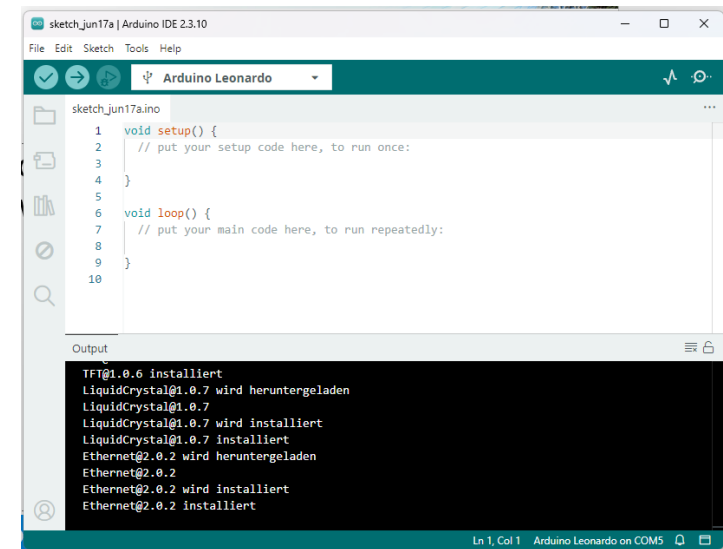 sketch_jun17a | Arduino IDE 2.3.10
File Edit Sketch Tools Help
Arduino Leonardo
sketch_jun17a.ino
1 void setup() {
2 // put your setup code here, to run once:
3
4 }
5
6 void loop() {
7 // put your main code here, to run repeatedly:
8
9 }
10
Output
TFT@1.0.6 installiert
LiquidCrystal@1.0.7 wird heruntergeladen
LiquidCrystal@1.0.7
LiquidCrystal@1.0.7 wird installiert
LiquidCrystal@1.0.7 installiert
Ethernet@2.0.2 wird heruntergeladen
Ethernet@2.0.2
Ethernet@2.0.2 wird installiert
Ethernet@2.0.2 installiert
Ln 1, Col 1 Arduino Leonardo on COM5